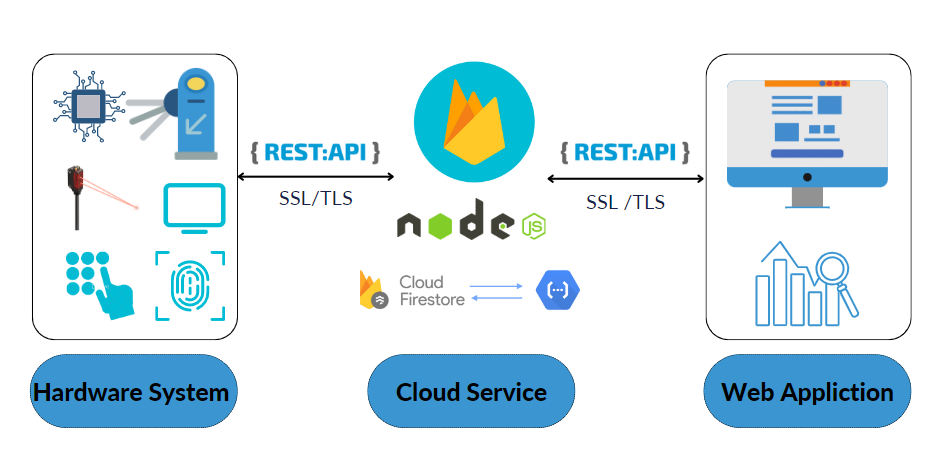 { REST:API }
SSL/TLS
{ REST:API }
SSL /TLS
node
JS
Cloud
Firestore
{···}
Hardware System
Cloud Service
Web Appliction